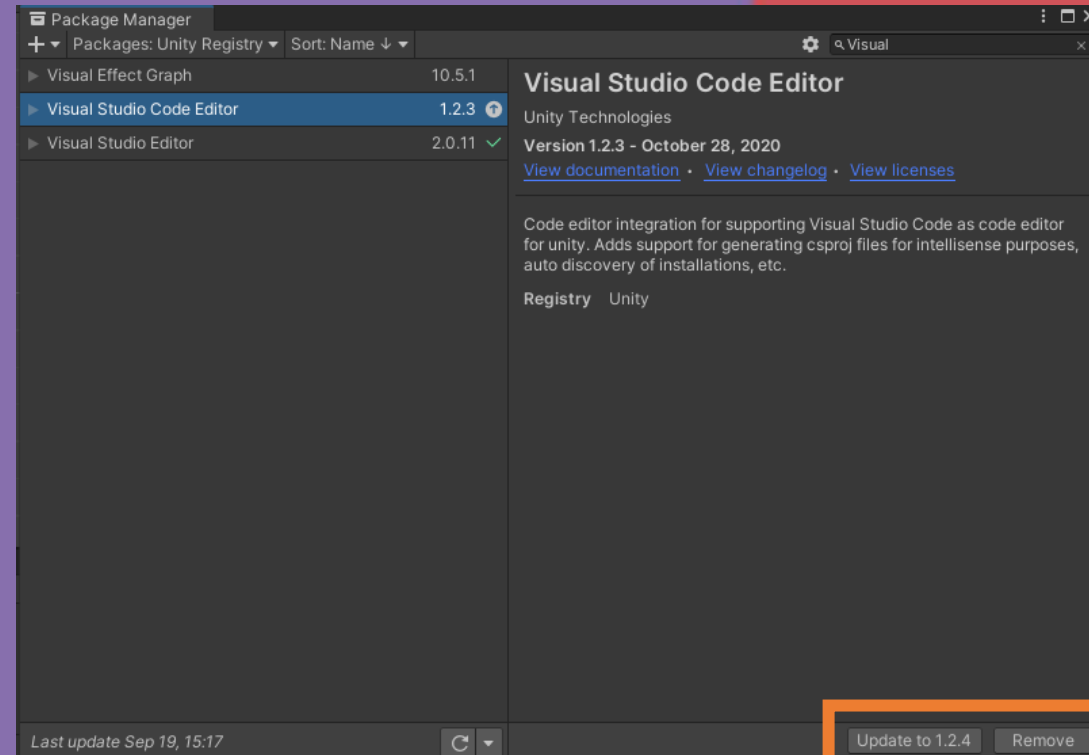 Package Manager
Packages: Unity Registry Sort: Name ↓ Visual
Visual Effect Graph 10.5.1
Visual Studio Code Editor 1.2.3
Visual Studio Editor 2.0.11
Visual Studio Code Editor
Unity Technologies
Version 1.2.3 - October 28, 2020
View documentation • View changelog • View licenses
Code editor integration for supporting Visual Studio Code as code editor
for unity. Adds support for generating csproj files for intellisense purposes,
auto discovery of installations, etc.
Registry Unity
Last update Sep 19, 15:17
Update to 1.2.4 Remove